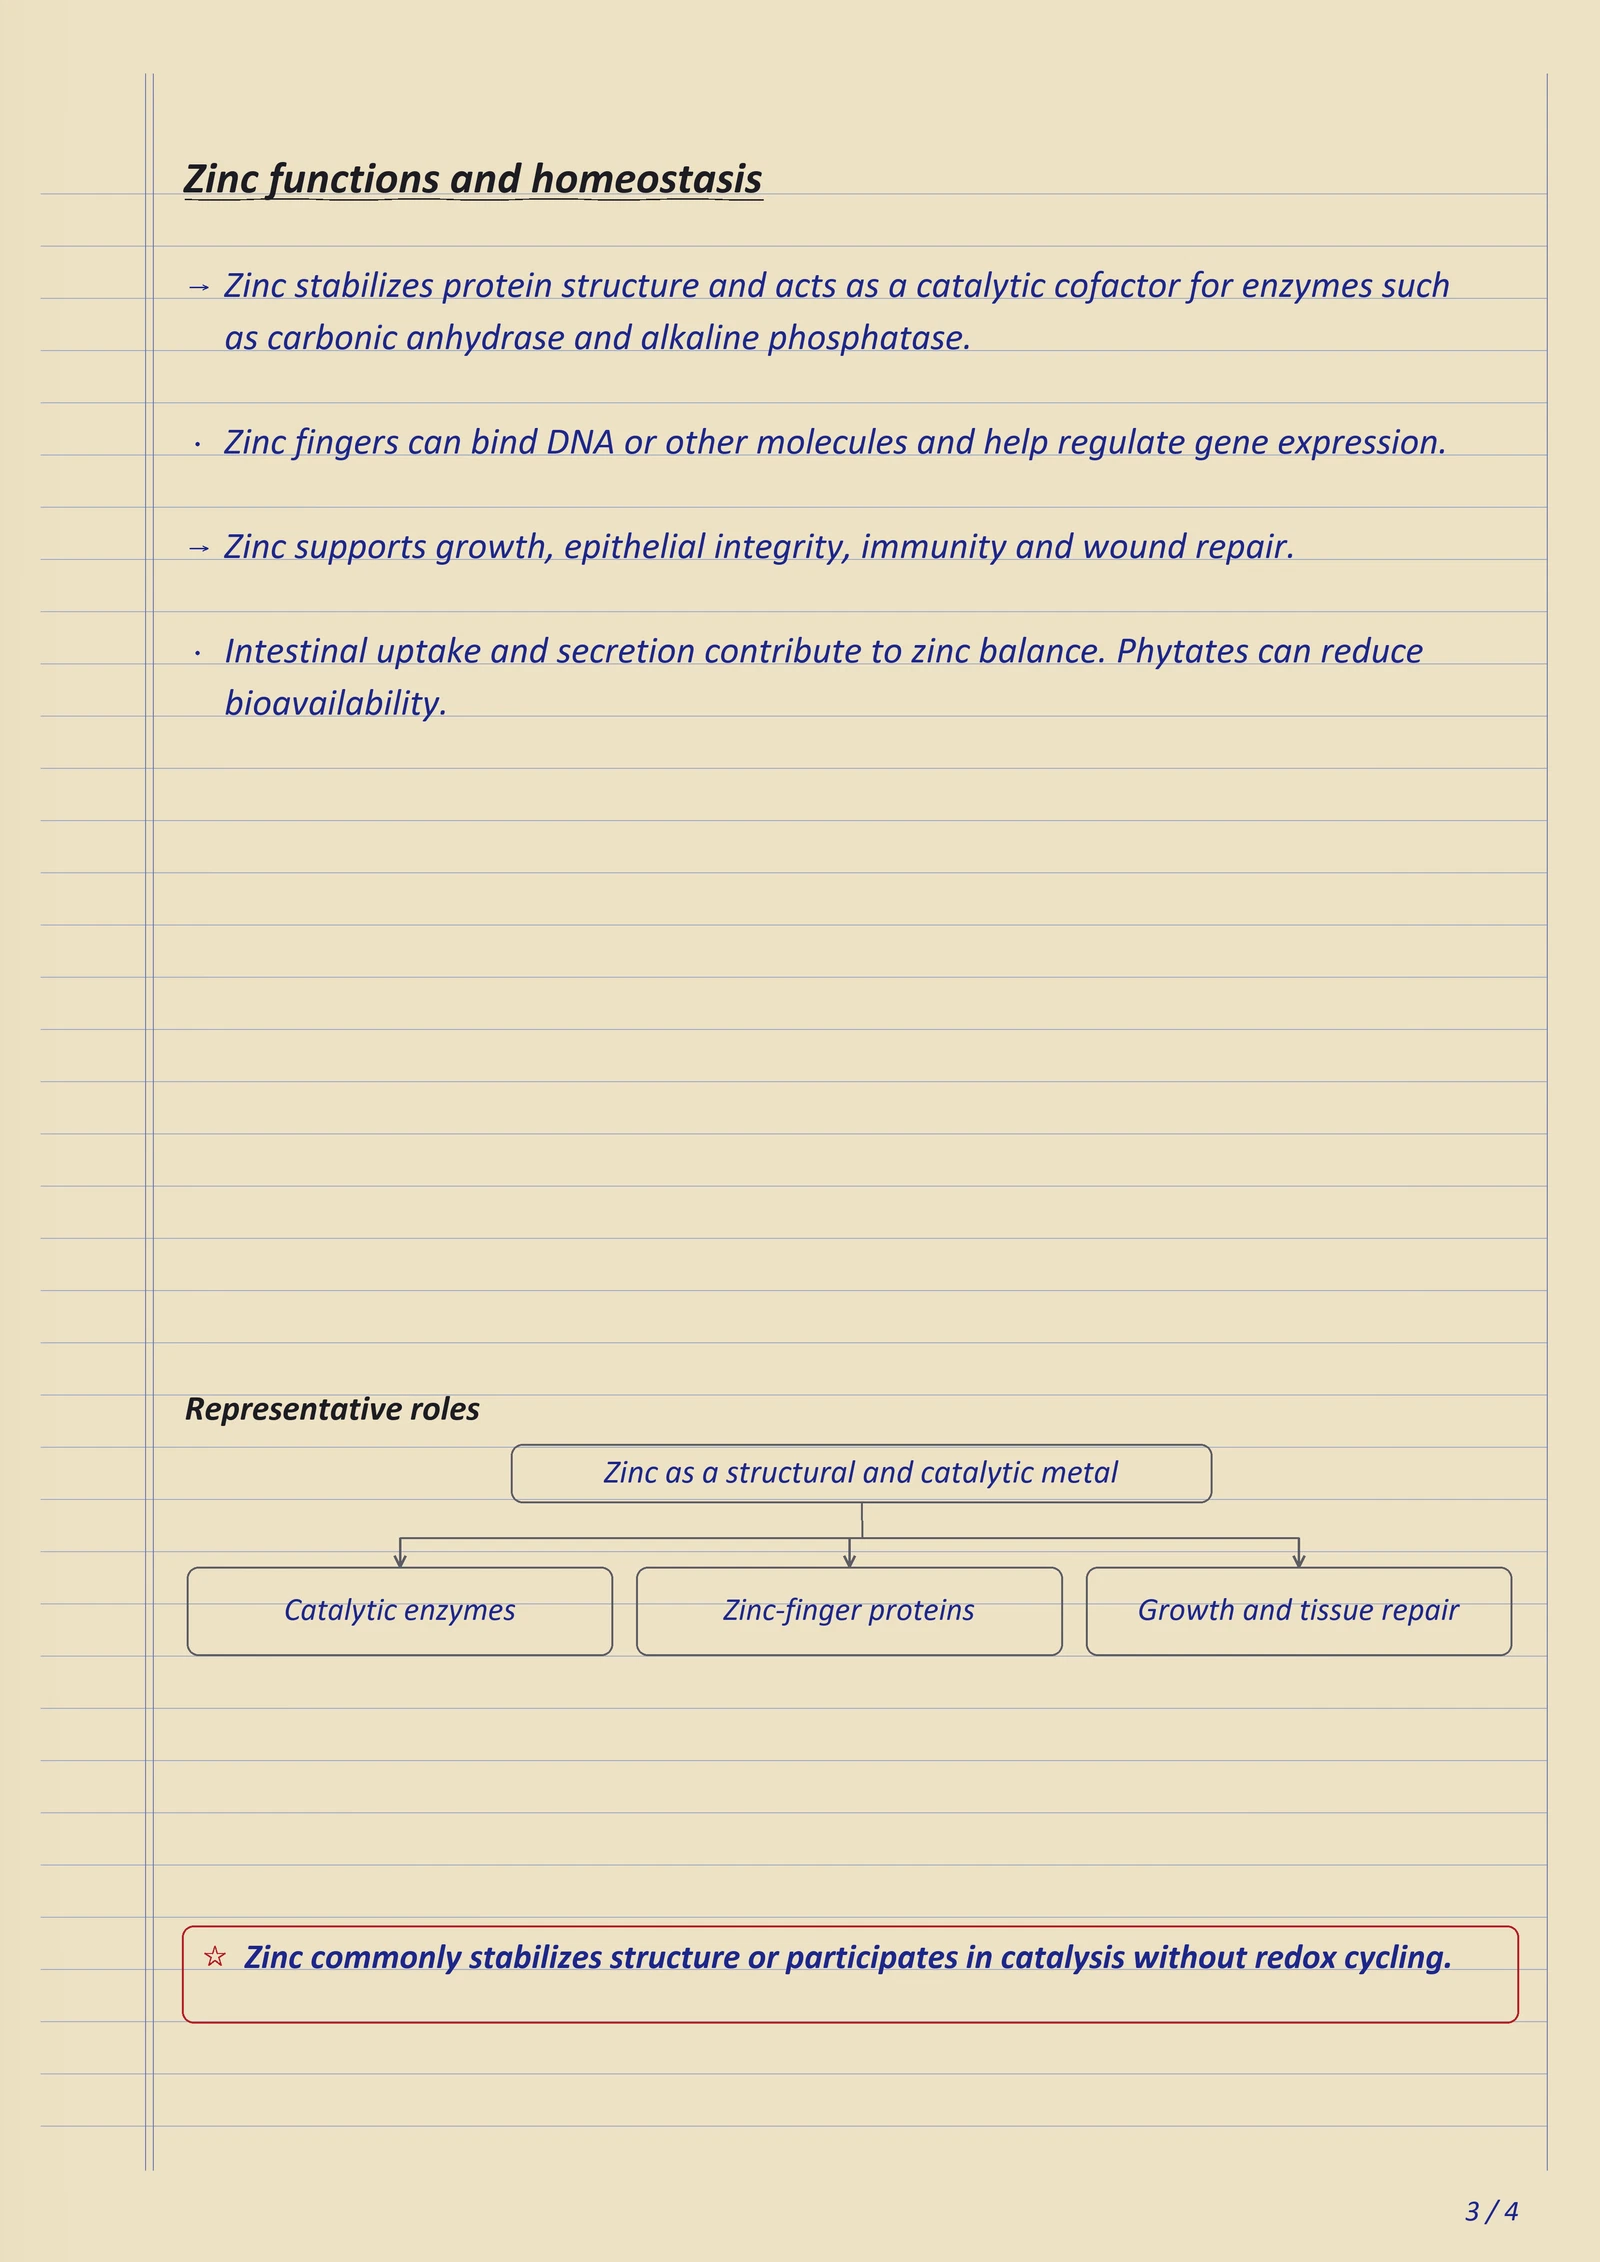 Zinc functions and homeostasis
→ Zinc stabilizes protein structure and acts as a catalytic cofactor for enzymes such
as carbonic anhydrase and alkaline phosphatase.
· Zinc fingers can bind DNA or other molecules and help regulate gene expression.
→ Zinc supports growth, epithelial integrity, immunity and wound repair.
· Intestinal uptake and secretion contribute to zinc balance. Phytates can reduce
bioavailability.
Representative roles
Zinc as a structural and catalytic metal
Catalytic enzymes
Zinc-finger proteins
Growth and tissue repair
☆ Zinc commonly stabilizes structure or participates in catalysis without redox cycling.
3 / 4